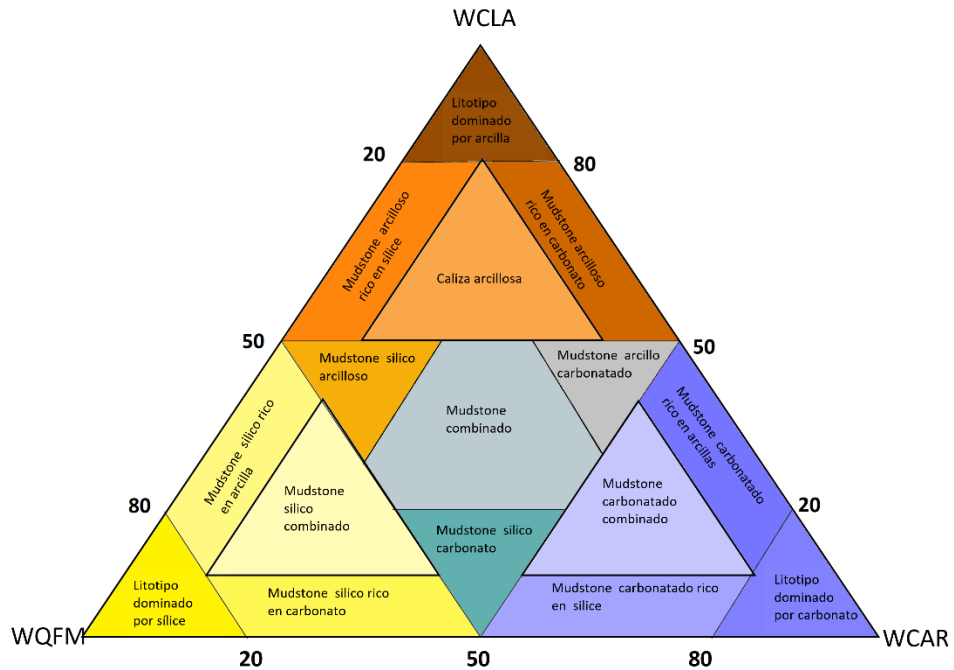 WCLA
Litotipo
dominado
por arcilla
20
80
Mudstone arcilloso
rico en sílice
Mudstone arcilloso
rico en carbonato
Caliza arcillosa
50
50
Mudstone silico
arcilloso
Mudstone arcillo
carbonatado
Mudstone
combinado
Mudstone silico rico
en arcilla
Mudstone carbonatado
rico en arcillas
80
20
Mudstone
silico
combinado
Mudstone
carbonatado
combinado
Mudstone silico
carbonato
Litotipo
dominado
por sílice
Mudstone silico rico
en carbonato
Mudstone carbonatado rico
en silice
Litotipo
dominado
por carbonato
WQFM
WCAR
20
50
80